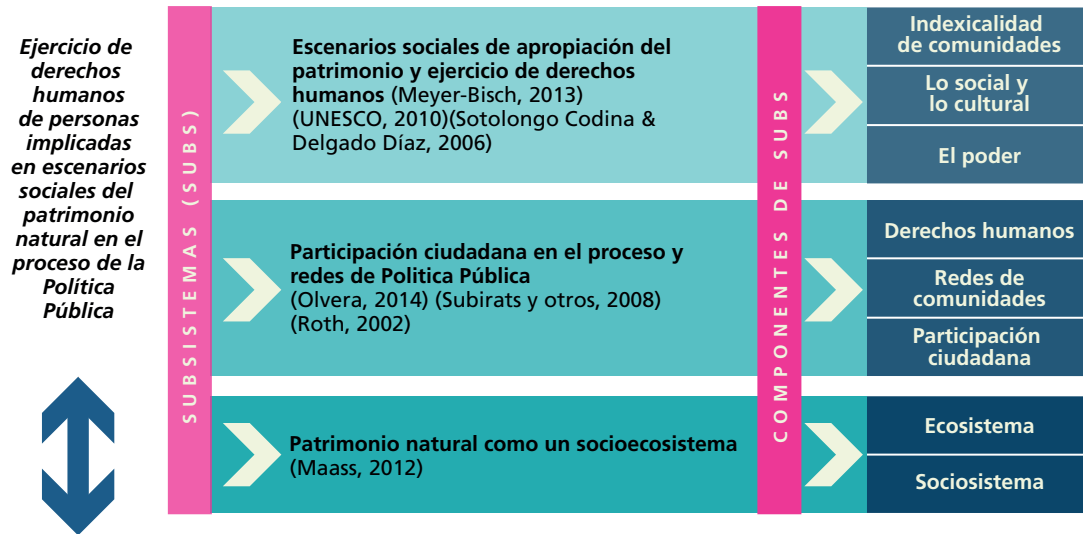 Ejercicio de
derechos
humanos
de personas
implicadas
en escenarios
sociales del
patrimonio
natural en el
proceso de la
Política
Pública
SUBSISTEMAS (SUBS)
Escenarios sociales de apropiación del
patrimonio y ejercicio de derechos
humanos (Meyer-Bisch, 2013)
(UNESCO, 2010)(Sotolongo Codina &
Delgado Díaz, 2006)
Participación ciudadana en el proceso y
redes de Politica Pública
(Olvera, 2014) (Subirats y otros, 2008)
(Roth, 2002)
Patrimonio natural como un socioecosistema
(Maass, 2012)
COMPONENTES DE SUBS
Indexicalidad
de comunidades
Lo social y
lo cultural
El poder
Derechos humanos
Redes de
comunidades
Participación
ciudadana
Ecosistema
Sociosistema